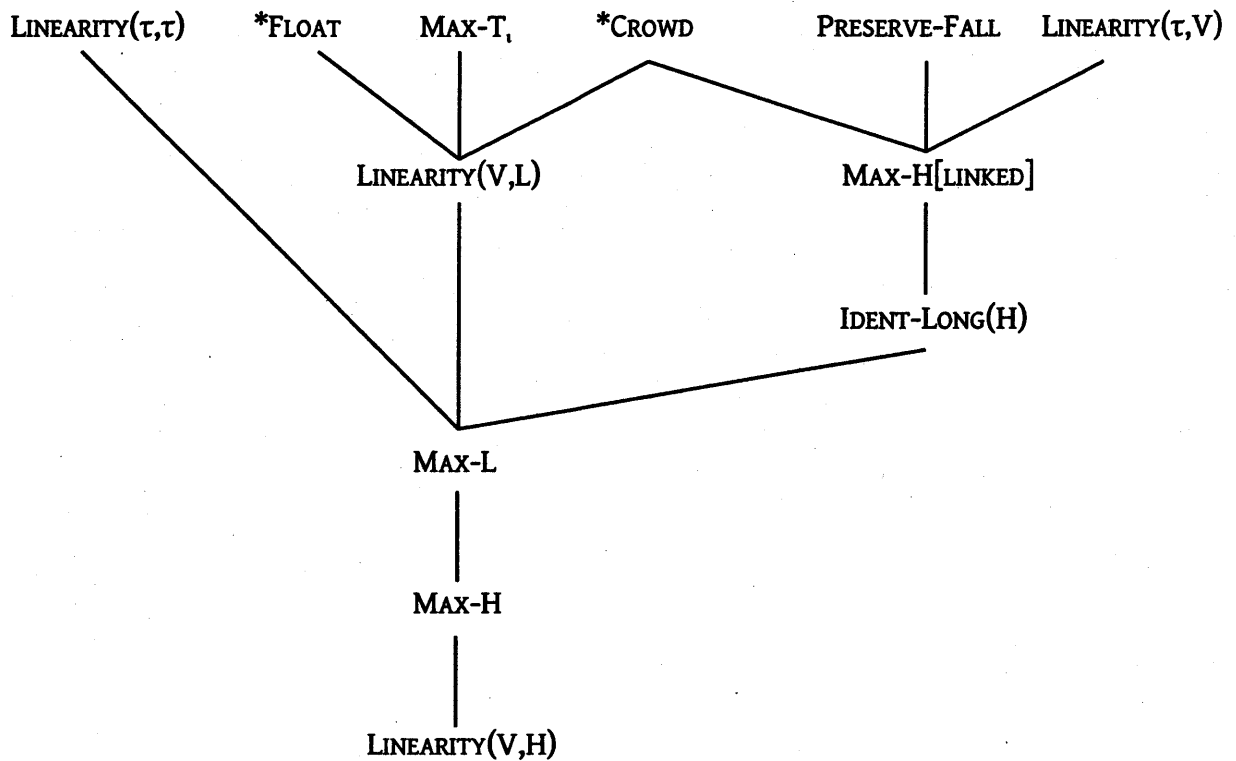 LINEARITY(τ,τ) *FLOAT MAX-Tι *CROWD PRESERVE-FALL LINEARITY(τ,V)
LINEARITY(V,L) MAX-H[LINKED]
IDENT-LONG(H)
MAX-L
MAX-H
LINEARITY(V,H)